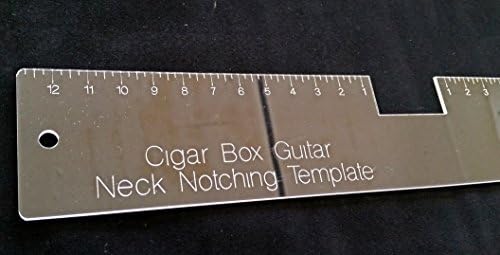 12 11 10 9 8 7 6 5 4 3 2 1 1 2 3
Cigar Box Guitar
Neck Notching Template